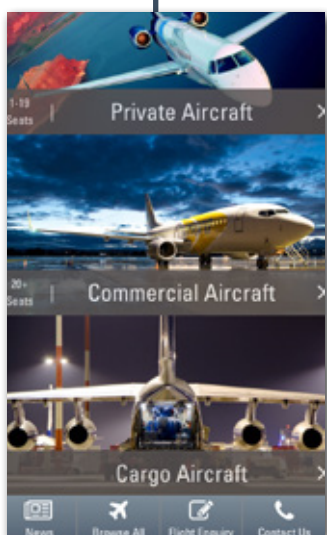 1-19
Seats
Private Aircraft
20+
Seats
Commercial Aircraft
Cargo Aircraft
News
Browse All
Flight Enquiry
Contact Us